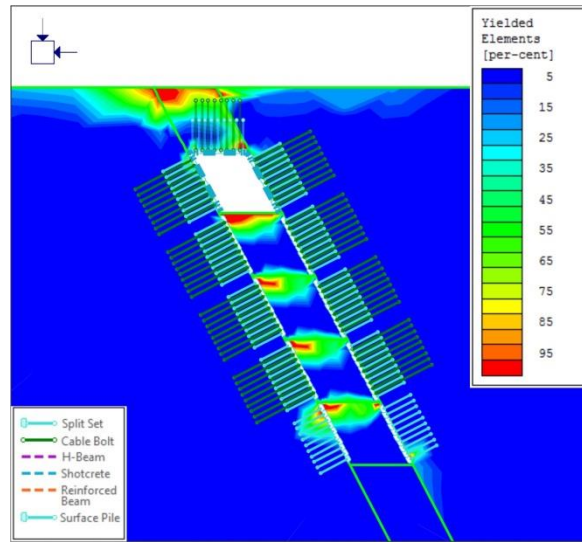 Yielded
Elements
[per-cent]
5
15
25
35
45
55
65
75
85
95
Split Set
Cable Bolt
H-Beam
Shotcrete
Reinforced
Beam
Surface Pile